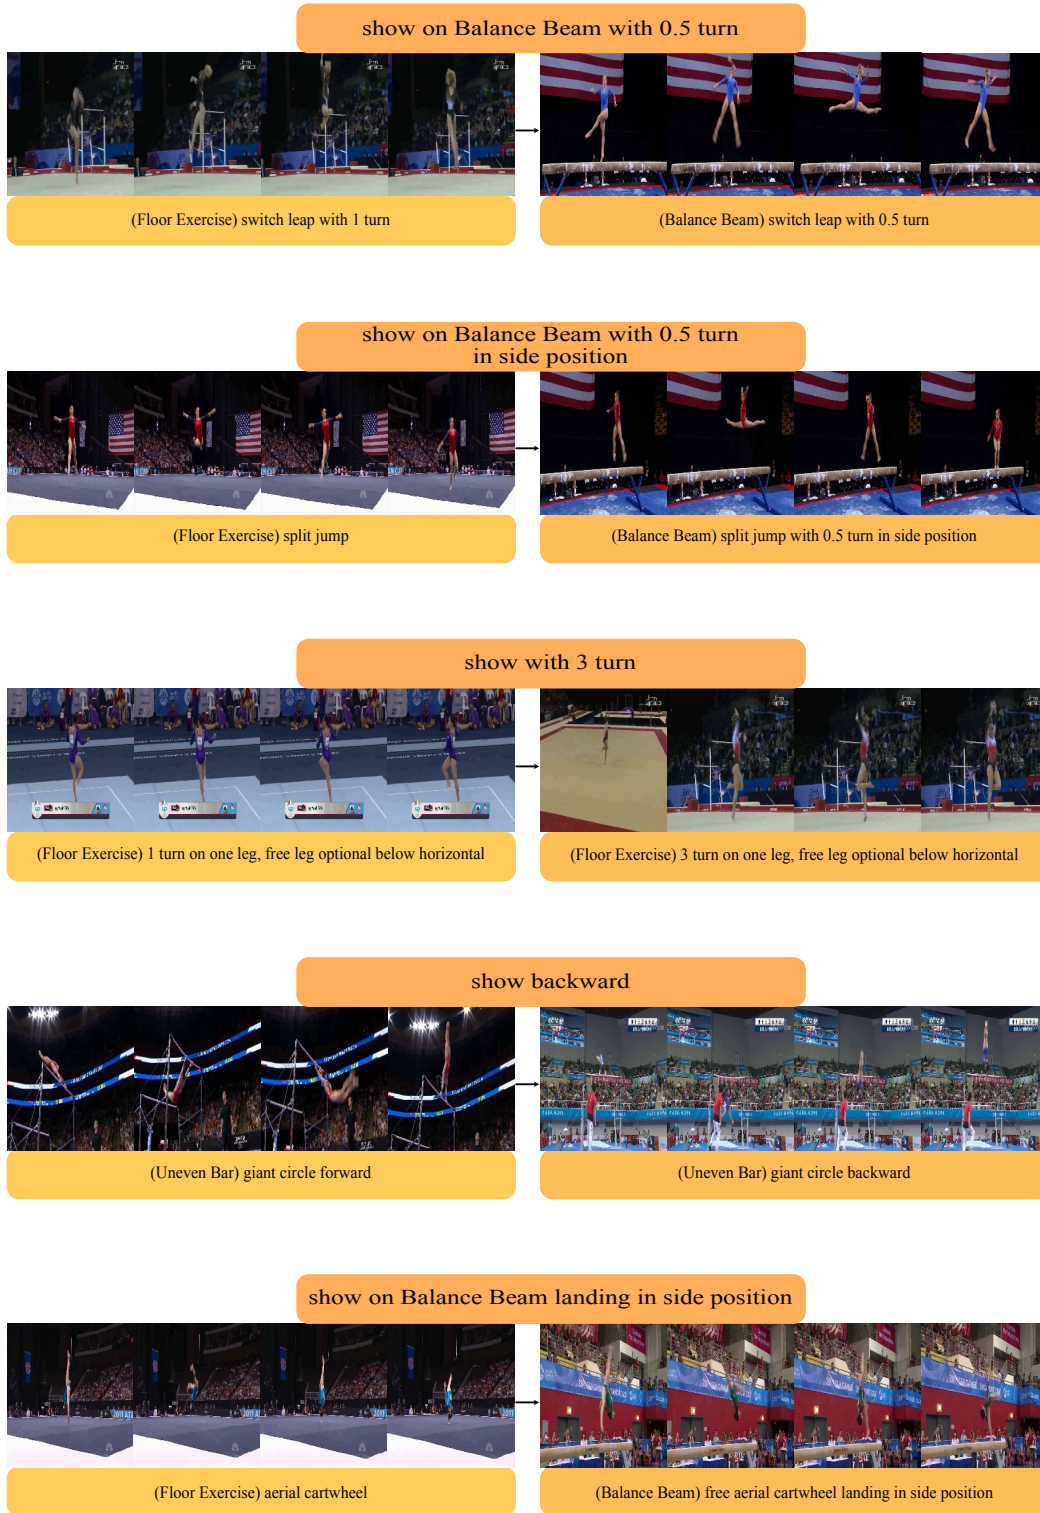 show on Balance Beam with 0.5 turn
(Floor Exercise) switch leap with 1 turn
(Balance Beam) switch leap with 0.5 turn
show on Balance Beam with 0.5 turn
in side position
(Floor Exercise) split jump
(Balance Beam) split jump with 0.5 turn in side position
show with 3 turn
(Floor Exercise) 1 turn on one leg, free leg optional below horizontal
(Floor Exercise) 3 turn on one leg, free leg optional below horizontal
show backward
(Uneven Bar) giant circle forward
(Uneven Bar) giant circle backward
show on Balance Beam landing in side position
(Floor Exercise) aerial cartwheel
(Balance Beam) free aerial cartwheel landing in side position